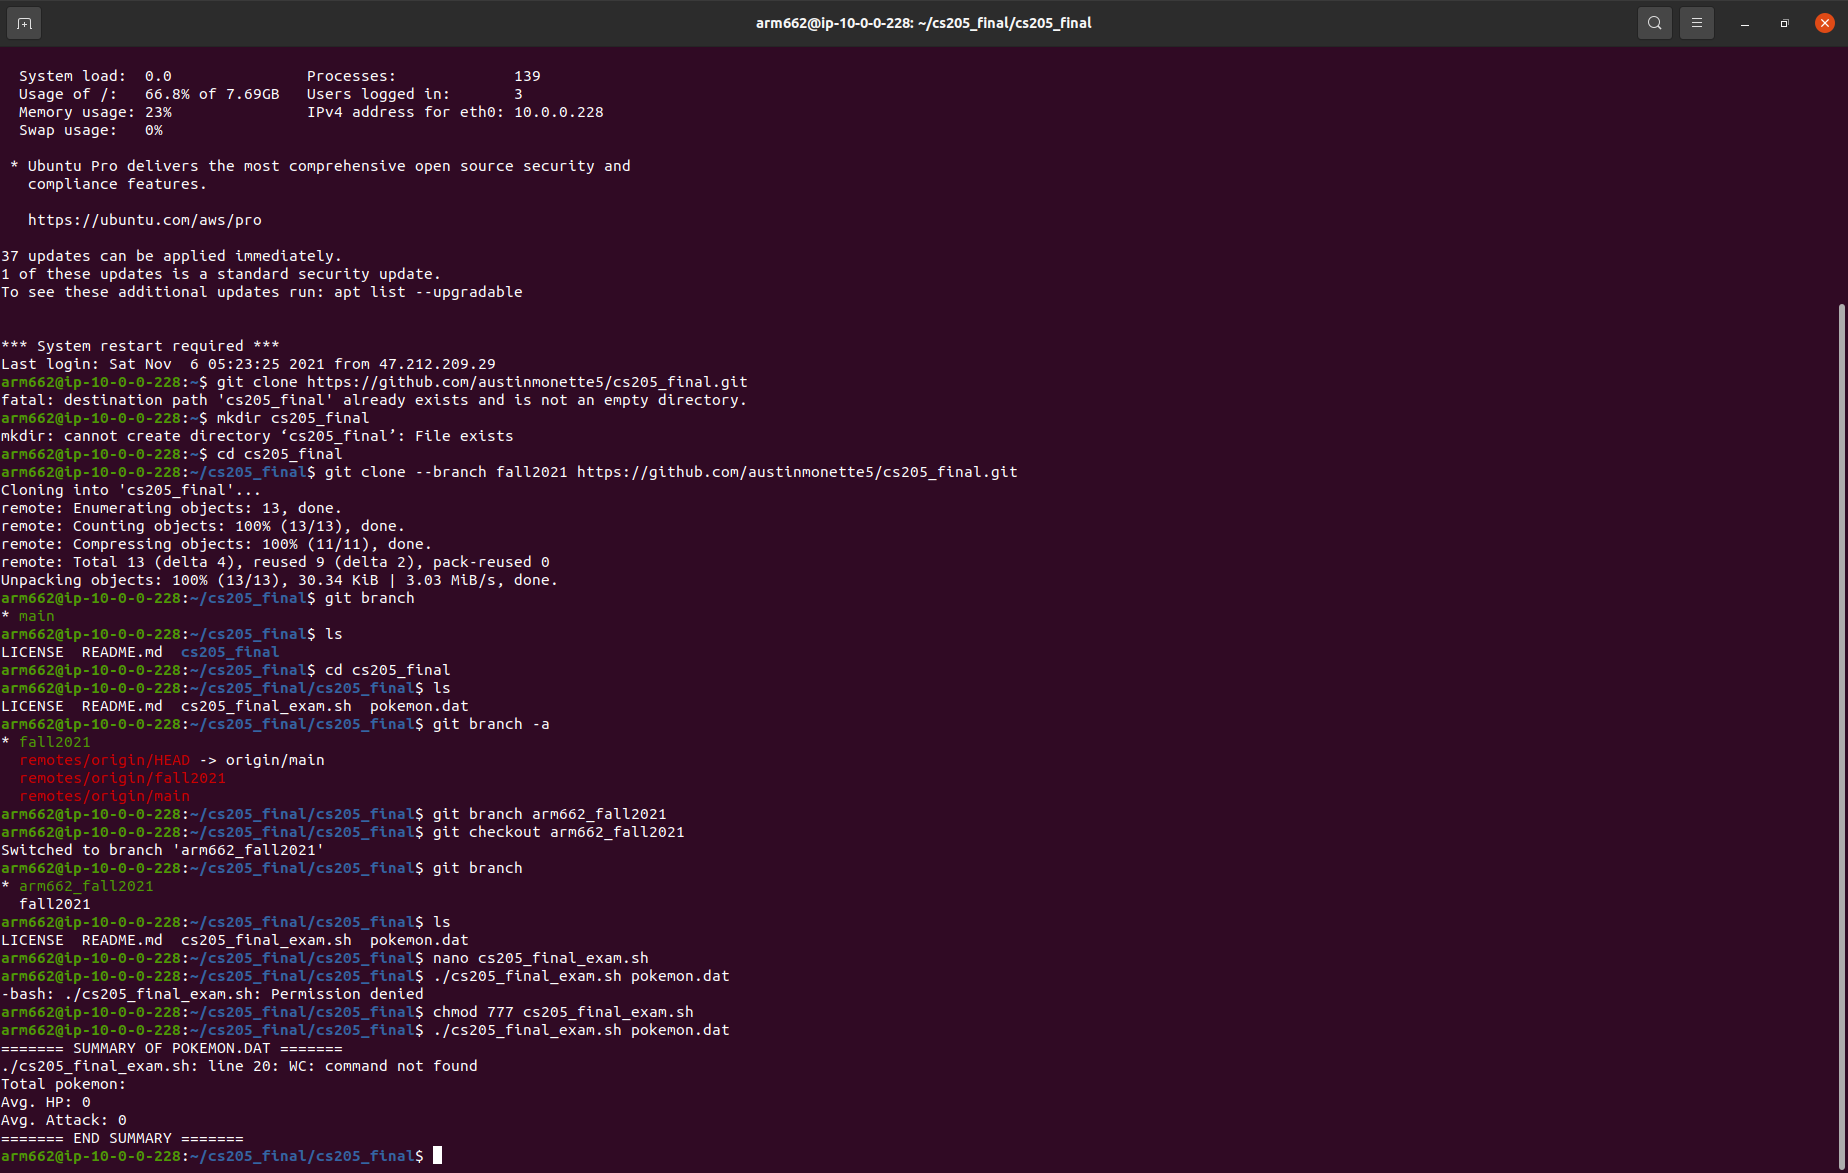 arm662@ip-10-0-0-228: ~/cs205_final/cs205_final
System load:  0.0               Processes:             139
Usage of /:   66.8% of 7.69GB   Users logged in:       3
Memory usage: 23%               IPv4 address for eth0: 10.0.0.228
Swap usage:   0%
* Ubuntu Pro delivers the most comprehensive open source security and
compliance features.
https://ubuntu.com/aws/pro
37 updates can be applied immediately.
1 of these updates is a standard security update.
To see these additional updates run: apt list --upgradable
*** System restart required ***
Last login: Sat Nov  6 05:23:25 2021 from 47.212.209.29
arm662@ip-10-0-0-228:~$ git clone https://github.com/austinmonette5/cs205_final.git
fatal: destination path 'cs205_final' already exists and is not an empty directory.
arm662@ip-10-0-0-228:~$ mkdir cs205_final
mkdir: cannot create directory ‘cs205_final’: File exists
arm662@ip-10-0-0-228:~$ cd cs205_final
arm662@ip-10-0-0-228:~/cs205_final$ git clone --branch fall2021 https://github.com/austinmonette5/cs205_final.git
Cloning into 'cs205_final'...
remote: Enumerating objects: 13, done.
remote: Counting objects: 100% (13/13), done.
remote: Compressing objects: 100% (11/11), done.
remote: Total 13 (delta 4), reused 9 (delta 2), pack-reused 0
Unpacking objects: 100% (13/13), 30.34 KiB | 3.03 MiB/s, done.
arm662@ip-10-0-0-228:~/cs205_final$ git branch
* main
arm662@ip-10-0-0-228:~/cs205_final$ ls
LICENSE  README.md  cs205_final
arm662@ip-10-0-0-228:~/cs205_final$ cd cs205_final
arm662@ip-10-0-0-228:~/cs205_final/cs205_final$ ls
LICENSE  README.md  cs205_final_exam.sh  pokemon.dat
arm662@ip-10-0-0-228:~/cs205_final/cs205_final$ git branch -a
* fall2021
remotes/origin/HEAD -> origin/main
remotes/origin/fall2021
remotes/origin/main
arm662@ip-10-0-0-228:~/cs205_final/cs205_final$ git branch arm662_fall2021
arm662@ip-10-0-0-228:~/cs205_final/cs205_final$ git checkout arm662_fall2021
Switched to branch 'arm662_fall2021'
arm662@ip-10-0-0-228:~/cs205_final/cs205_final$ git branch
* arm662_fall2021
fall2021
arm662@ip-10-0-0-228:~/cs205_final/cs205_final$ ls
LICENSE  README.md  cs205_final_exam.sh  pokemon.dat
arm662@ip-10-0-0-228:~/cs205_final/cs205_final$ nano cs205_final_exam.sh
arm662@ip-10-0-0-228:~/cs205_final/cs205_final$ ./cs205_final_exam.sh pokemon.dat
-bash: ./cs205_final_exam.sh: Permission denied
arm662@ip-10-0-0-228:~/cs205_final/cs205_final$ chmod 777 cs205_final_exam.sh
arm662@ip-10-0-0-228:~/cs205_final/cs205_final$ ./cs205_final_exam.sh pokemon.dat
======= SUMMARY OF POKEMON.DAT =======
./cs205_final_exam.sh: line 20: WC: command not found
Total pokemon:
Avg. HP: 0
Avg. Attack: 0
======= END SUMMARY =======
arm662@ip-10-0-0-228:~/cs205_final/cs205_final$